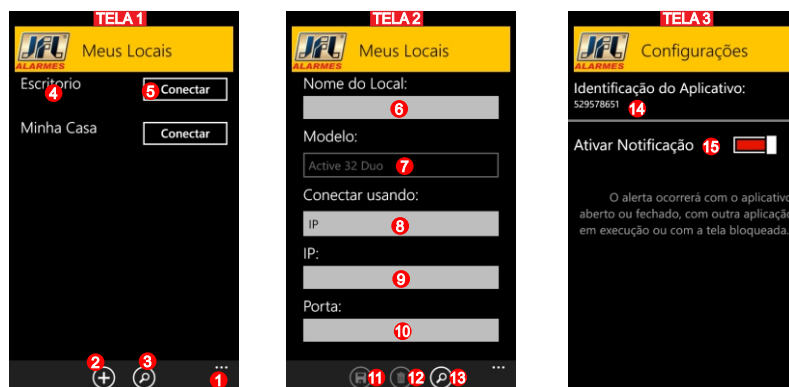 TELA 1
JFL
ALARMES
Meus Locais
Escritorio
4
5
Conectar
Minha Casa
Conectar
2
3
...
1
TELA 2
JFL
ALARMES
Meus Locais
Nome do Local:
6
Modelo:
Active 32 Duo
7
Conectar usando:
IP
8
IP:
9
Porta:
10
11
12
13
...
TELA 3
JFL
ALARMES
Configurações
Identificação do Aplicativo:
529578651
14
Ativar Notificação
15
O alerta ocorrerá com o aplicativo
aberto ou fechado, com outra aplicação
em execução ou com a tela bloqueada.